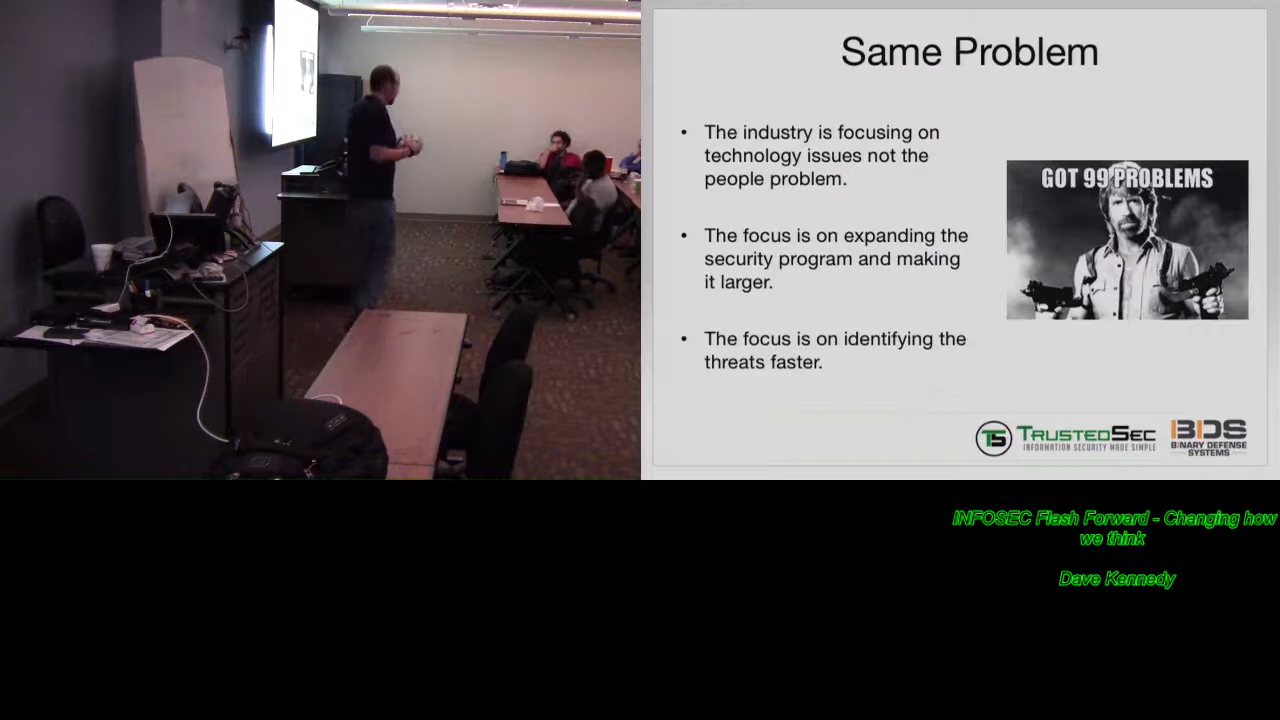 Same Problem
• The industry is focusing on
technology issues not the
people problem.
• The focus is on expanding the
security program and making
it larger.
• The focus is on identifying the
threats faster.
GOT 99 PROBLEMS
TS TRUSTEDSEC
INFORMATION SECURITY MADE SIMPLE
BDS
BINARY DEFENSE
SYSTEMS
INFOSEC Flash Forward - Changing how
we think
Dave Kennedy